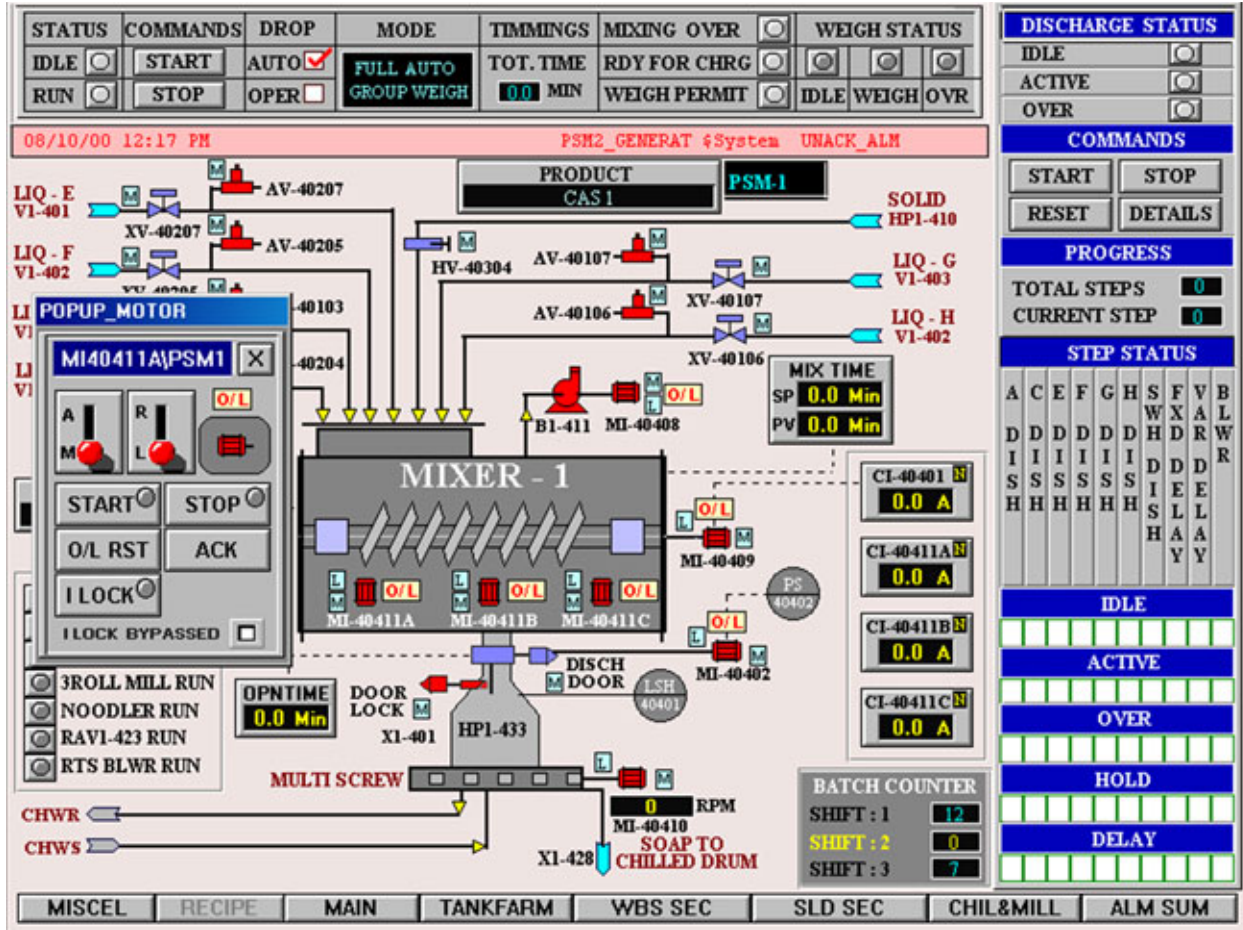 STATUS COMMANDS DROP MODE TIMMINGS MIXING OVER WEIGH STATUS
IDLE START AUTO FULL AUTO TOT. TIME RDY FOR CHRG
RUN STOP OPER GROUP WEIGH 0.0 MIN WEIGH PERMIT IDLE WEIGH OVR
08/10/00 12:17 PM PSM2_GENERAT $System UNACK_ALM
PRODUCT
CAS 1
PSM-1
LIQ - E
V1-401
M
XV-40207
M
AV-40207
LIQ - F
V1-402
M
M
AV-40205
-40103
-40204
HV-40304
M
SOLID
HP1-410
AV-40107
M
XV-40107
M
LIQ - G
V1-403
AV-40106
M
XV-40106
M
LIQ - H
V1-402
POPUP_MOTOR
MI40411A\PSM1 X
A R O/L
M L
START STOP
O/L RST ACK
I LOCK
I LOCK BYPASSED
B1-411
MI-40408
M
L
O/L
MIX TIME
SP 0.0 Min
PV 0.0 Min
MIXER - 1
L
M
O/L
MI-40411A
L
M
O/L
MI-40411B
L
M
O/L
MI-40411C
O/L
L
M
MI-40409
CI-40401 N
0.0 A
CI-40411A N
0.0 A
CI-40411B N
0.0 A
CI-40411C N
0.0 A
PS
40402
O/L
L
M
MI-40402
DISCH
M DOOR
LSH
40401
3ROLL MILL RUN
NOODLER RUN
RAV1-423 RUN
RTS BLWR RUN
OPNTIME
0.0 Min
DOOR
LOCK M
X1-401
HP1-433
MULTI SCREW
L
M
0 RPM
MI-40410
CHWR
CHWS
X1-428
SOAP TO
CHILLED DRUM
BATCH COUNTER
SHIFT : 1 12
SHIFT : 2 0
SHIFT : 3 7
DISCHARGE STATUS
IDLE
ACTIVE
OVER
COMMANDS
START STOP
RESET DETAILS
PROGRESS
TOTAL STEPS 0
CURRENT STEP 0
STEP STATUS
A DISH
C DISH
E DISH
F DISH
G DISH
H DISH
SWH DISH
FXD DELAY
VAR DELAY
BLWR
IDLE
ACTIVE
OVER
HOLD
DELAY
MISCEL RECIPE MAIN TANKFARM WBS SEC SLD SEC CHIL&MILL ALM SUM